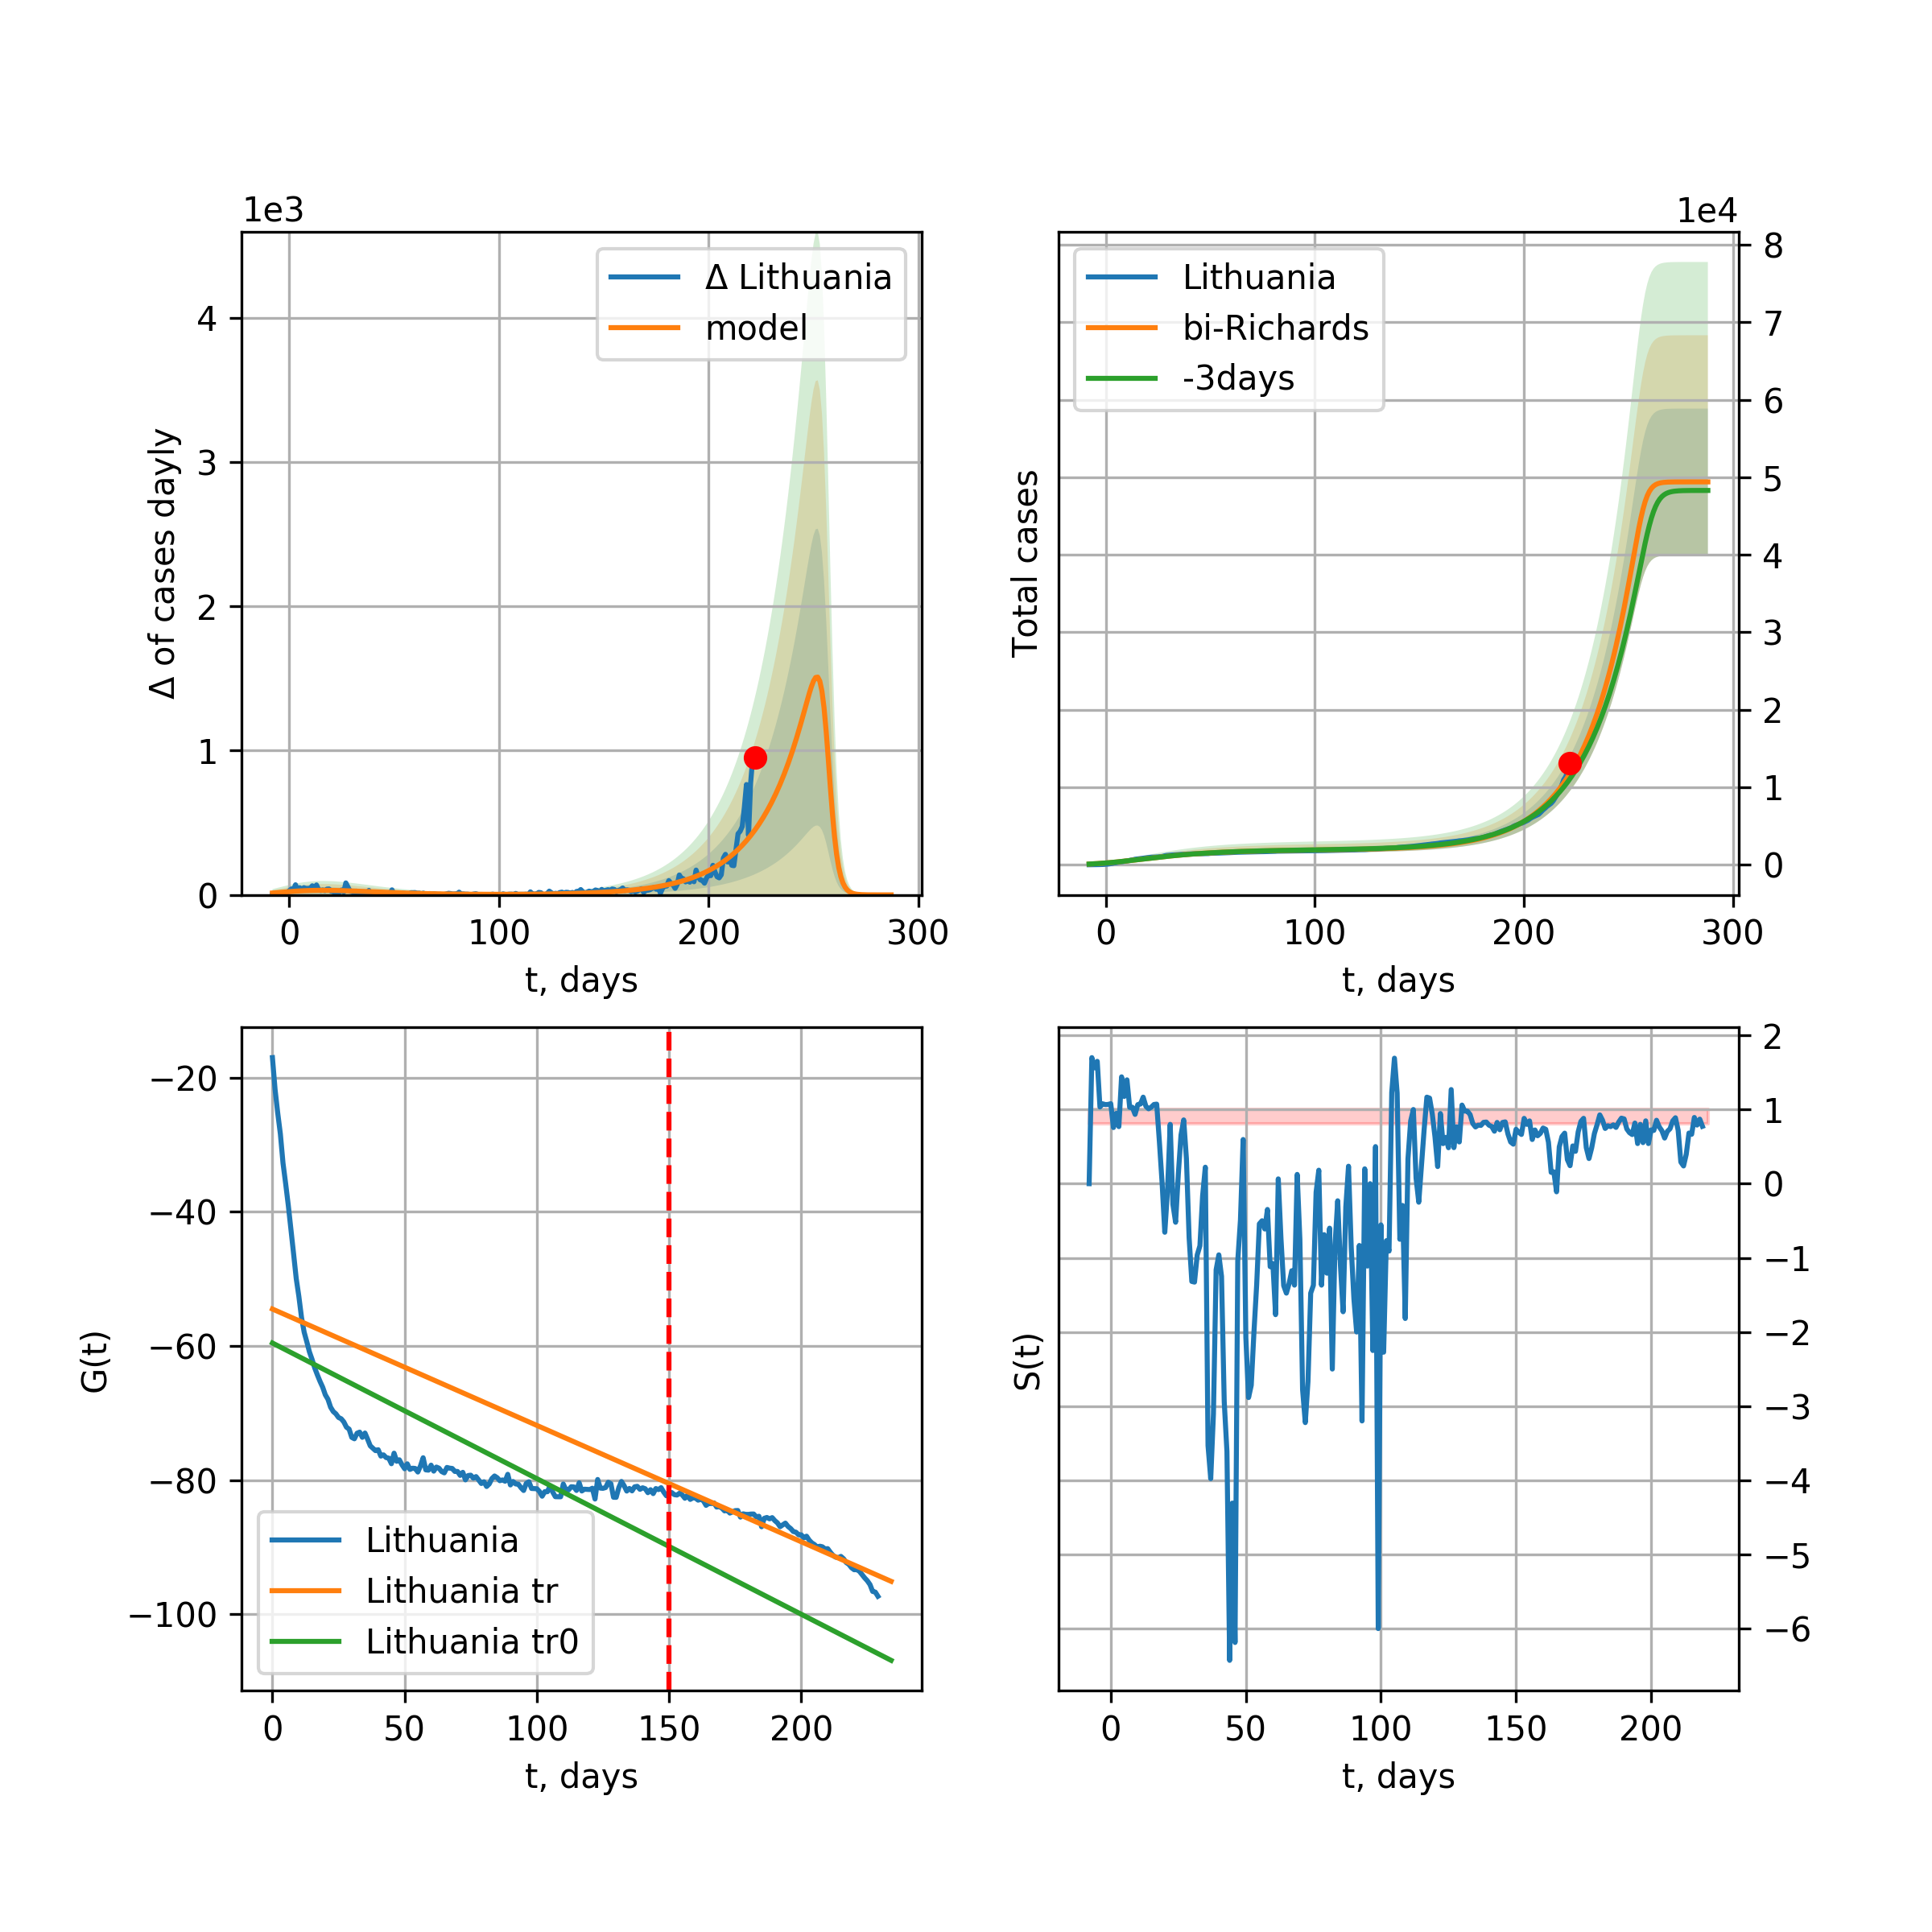 1e3
Δ of cases dayly
4
3
2
1
0
Δ Lithuania
model
0 100 200 300
t, days
1e4
Total cases
Lithuania
bi-Richards
-3days
8
7
6
5
4
3
2
1
0
0 100 200 300
t, days
G(t)
−20
−40
−60
−80
−100
Lithuania
Lithuania tr
Lithuania tr0
0 50 100 150 200
t, days
S(t)
2
1
0
−1
−2
−3
−4
−5
−6
0 50 100 150 200
t, days